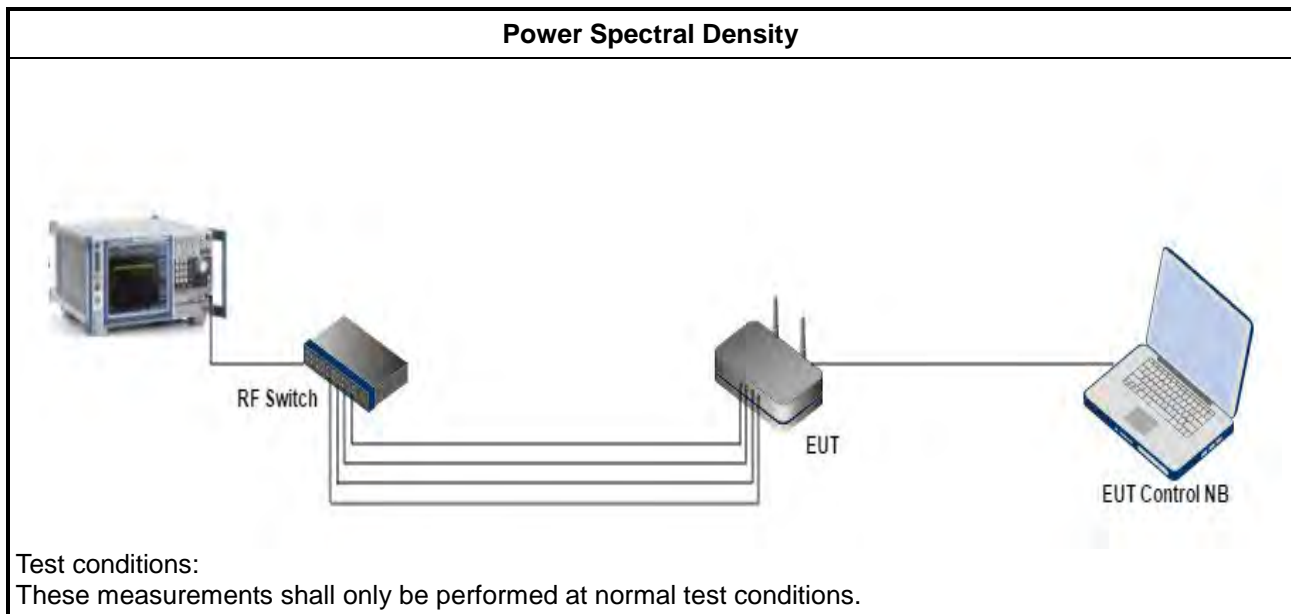 Power Spectral Density
RF Switch
EUT
EUT Control NB
Test conditions:
These measurements shall only be performed at normal test conditions.